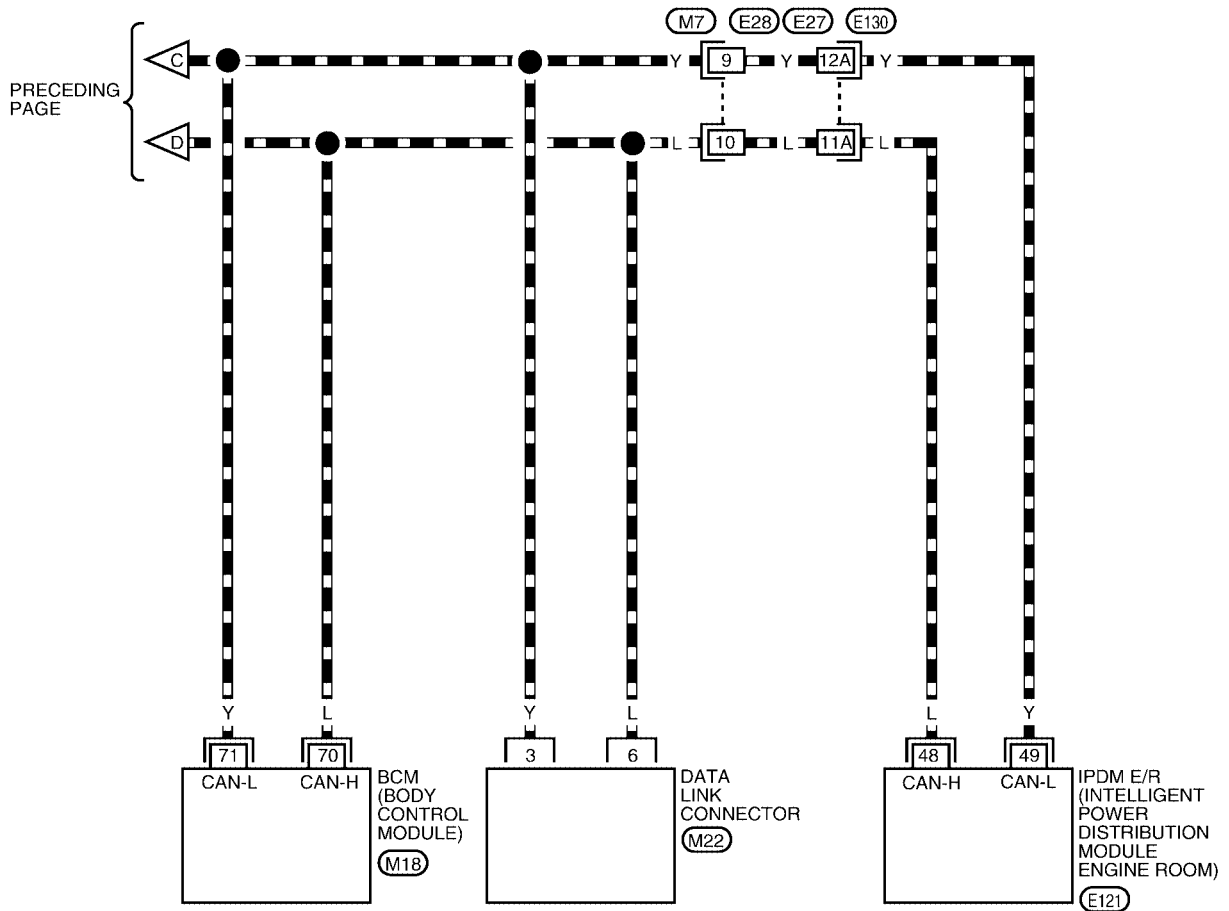 M7 E28 E27 E130
C Y 9 Y 12A Y
PRECEDING
PAGE
D L 10 L 11A L
Y L Y L L Y
71 70 3 6 48 49
CAN-L CAN-H
BCM
(BODY
CONTROL
MODULE)
M18
DATA
LINK
CONNECTOR
M22
CAN-H CAN-L
IPDM E/R
(INTELLIGENT
POWER
DISTRIBUTION
MODULE
ENGINE ROOM)
E121